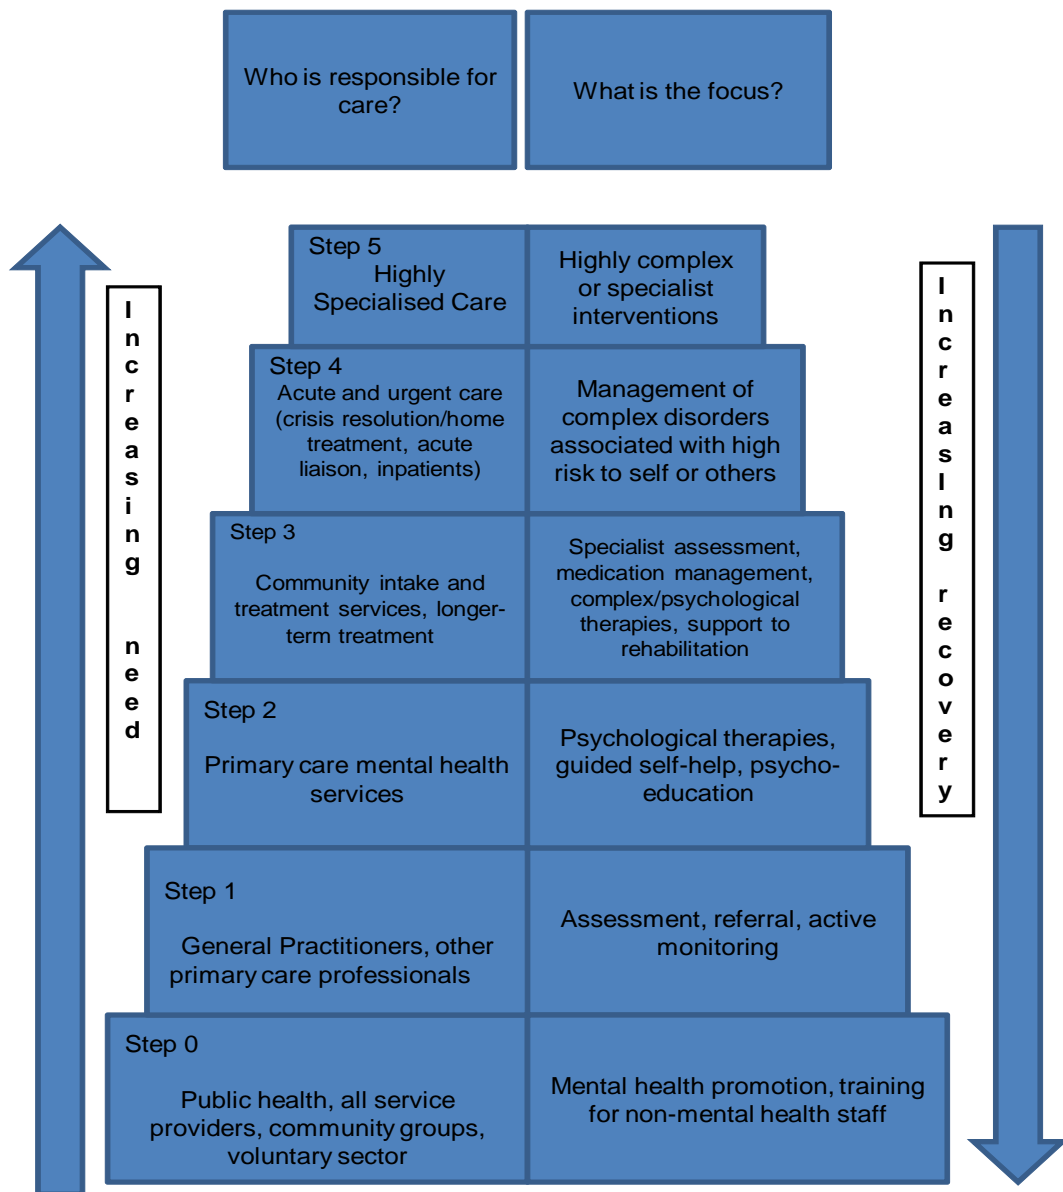 Who is responsible for
care?
What is the focus?
Step 5
Highly
Specialised Care
Highly complex
or specialist
interventions
Increasing need
IncreasIng recovery
Step 4
Acute and urgent care
(crisis resolution/home
treatment, acute
liaison, inpatients)
Management of
complex disorders
associated with high
risk to self or others
Step 3
Community intake and
treatment services, longer-
term treatment
Specialist assessment,
medication management,
complex/psychological
therapies, support to
rehabilitation
Step 2
Primary care mental health
services
Psychological therapies,
guided self-help, psycho-
education
Step 1
General Practitioners, other
primary care professionals
Assessment, referral, active
monitoring
Step 0
Public health, all service
providers, community groups,
voluntary sector
Mental health promotion, training
for non-mental health staff